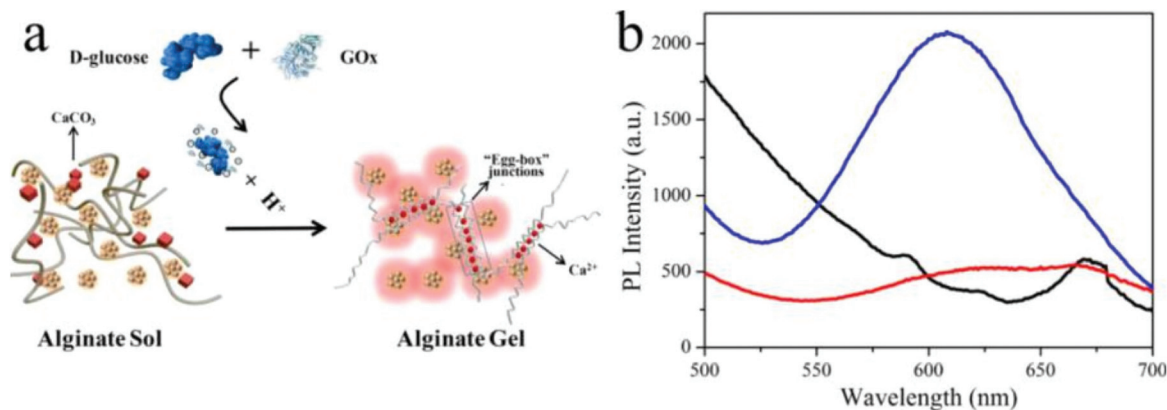 a
D-glucose + GOx
CaCO₃
+ H⁺
"Egg-box"
junctions
Ca²⁺
Alginate Sol
Alginate Gel
b
PL Intensity (a.u.)
2000
1500
1000
500
0
500 550 600 650 700
Wavelength (nm)